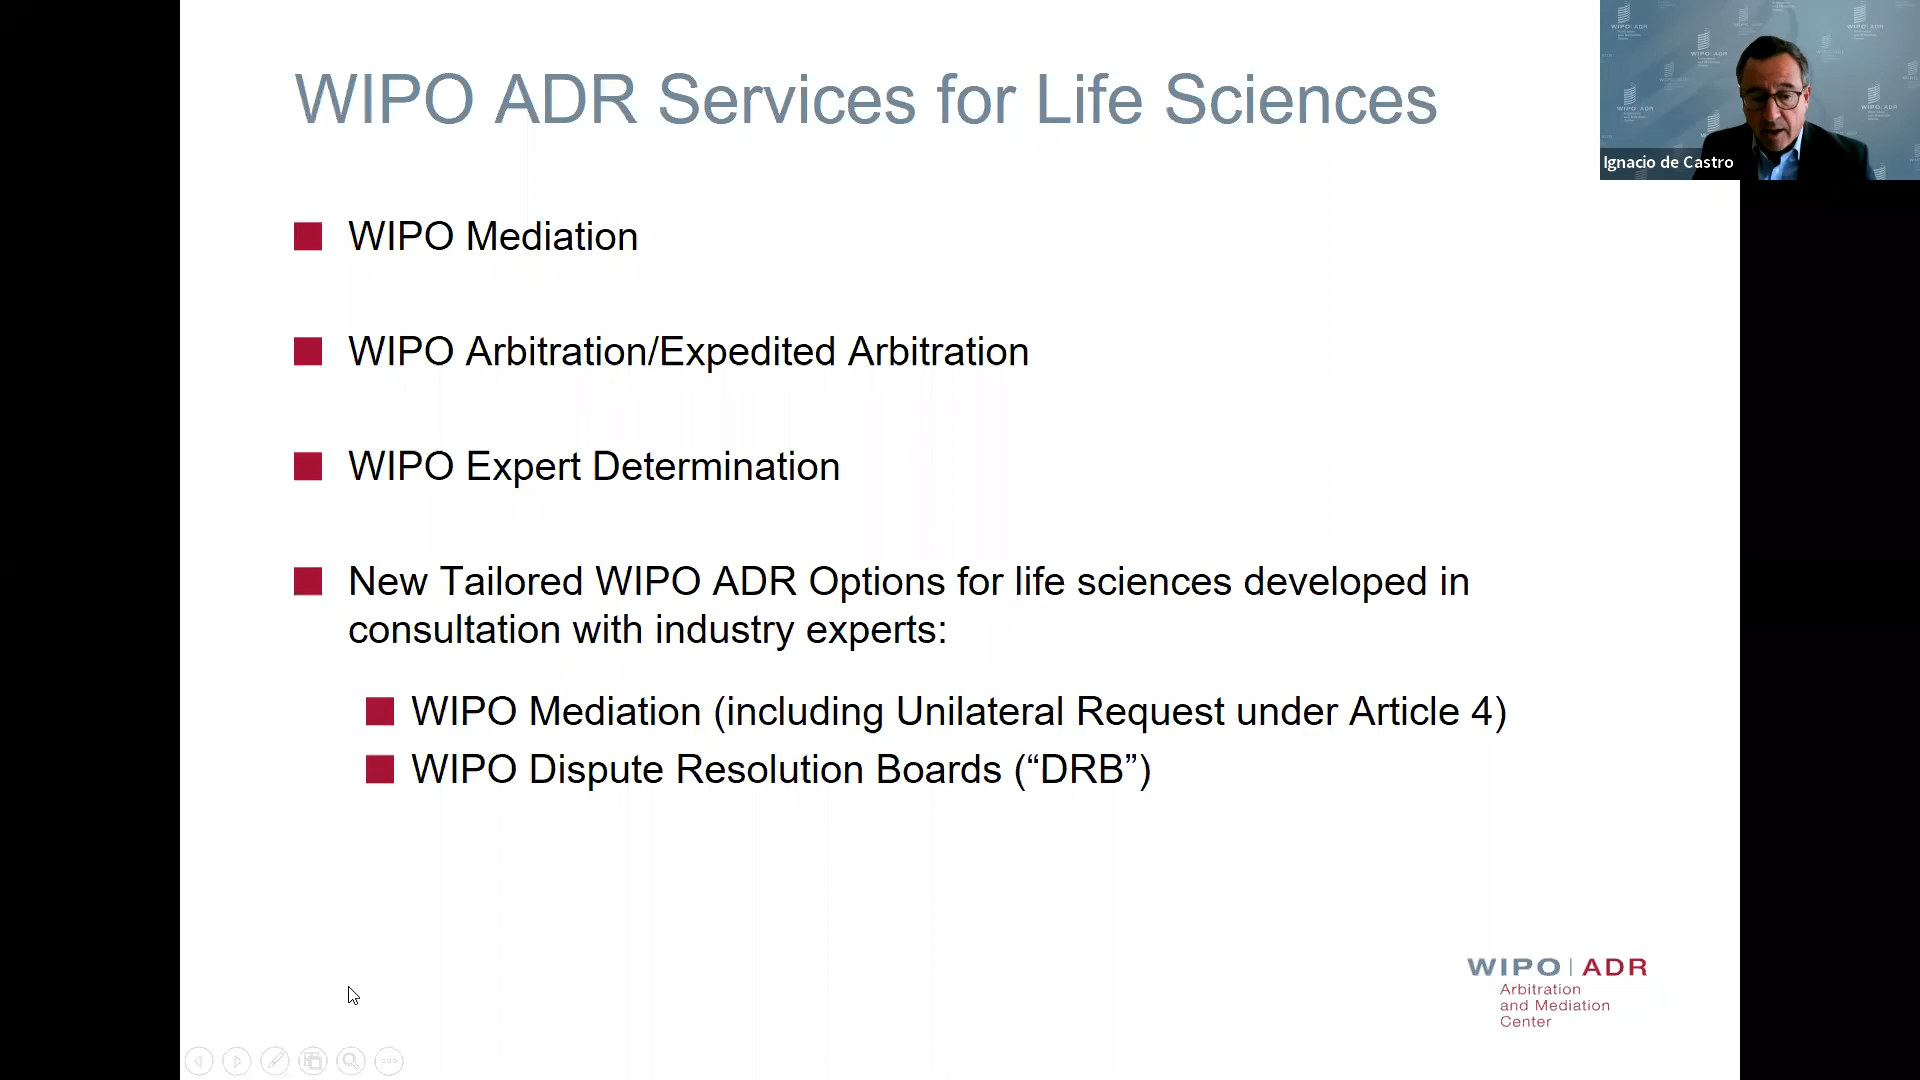 WIPO ADR Services for Life Sciences
Ignacio de Castro
WIPO Mediation
WIPO Arbitration/Expedited Arbitration
WIPO Expert Determination
New Tailored WIPO ADR Options for life sciences developed in
consultation with industry experts:
WIPO Mediation (including Unilateral Request under Article 4)
WIPO Dispute Resolution Boards (“DRB”)
WIPO | ADR
Arbitration
and Mediation
Center